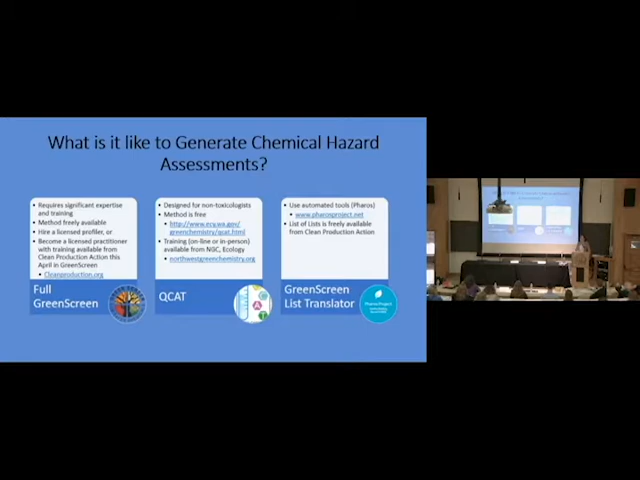 What is it like to Generate Chemical Hazard
Assessments?
• Requires significant expertise
and training
• Method freely available
• Hire a licensed profiler, or
• Become a licensed practitioner
with training available from
Clean Production Action this
April in GreenScreen
• Cleanproduction.org
Full
GreenScreen
• Designed for non-toxicologists
• Method is free
• http://www.ecy.wa.gov/
greenchemistry/qcat.html
• Training (on-line or in-person)
available from NGC, Ecology
• northwestgreenchemistry.org
QCAT
• Use automated tools (Pharos)
• www.pharosproject.net
• List of Lists is freely available
from Clean Production Action
GreenScreen
List Translator
Pharos Project